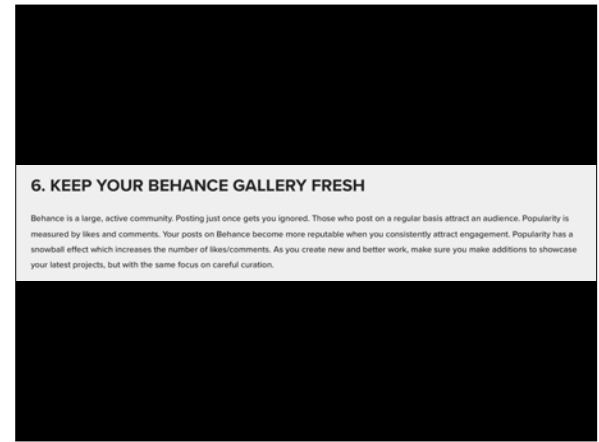 6. KEEP YOUR BEHANCE GALLERY FRESH
Behance is a large, active community. Posting just once gets you ignored. Those who post on a regular basis attract an audience. Popularity is
measured by likes and comments. Your posts on Behance become more reputable when you consistently attract engagement. Popularity has a
snowball effect which increases the number of likes/comments. As you create new and better work, make sure you make additions to showcase
your latest projects, but with the same focus on careful curation.